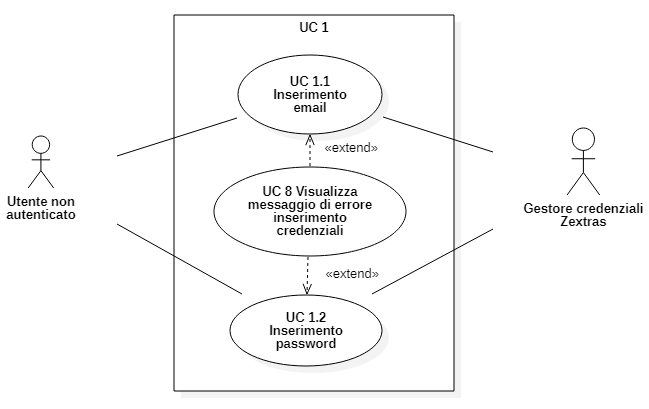 UC 1
UC 1.1
Inserimento
email
«extend»
Utente non
autenticato
UC 8 Visualizza
messaggio di errore
inserimento
credenziali
Gestore credenziali
Zextras
«extend»
UC 1.2
Inserimento
password